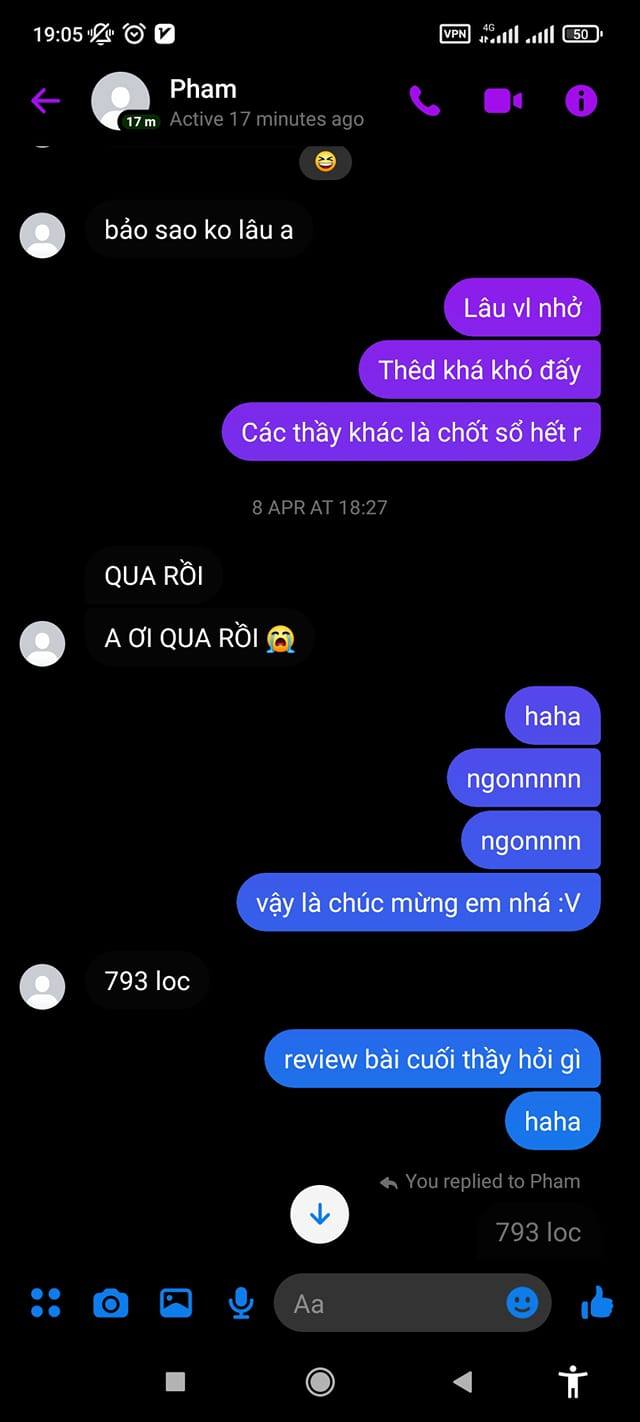 19:05
VPN 4G 50
Pham
17 m
Active 17 minutes ago
bảo sao ko lâu a
Lâu vl nhở
Thêd khá khó đấy
Các thầy khác là chốt sổ hết r
8 APR AT 18:27
QUA RỒI
A ƠI QUA RỒI 😭
haha
ngonnnnn
ngonnnn
vậy là chúc mừng em nhá :V
793 loc
review bài cuối thầy hỏi gì
haha
You replied to Pham
793 loc
Aa